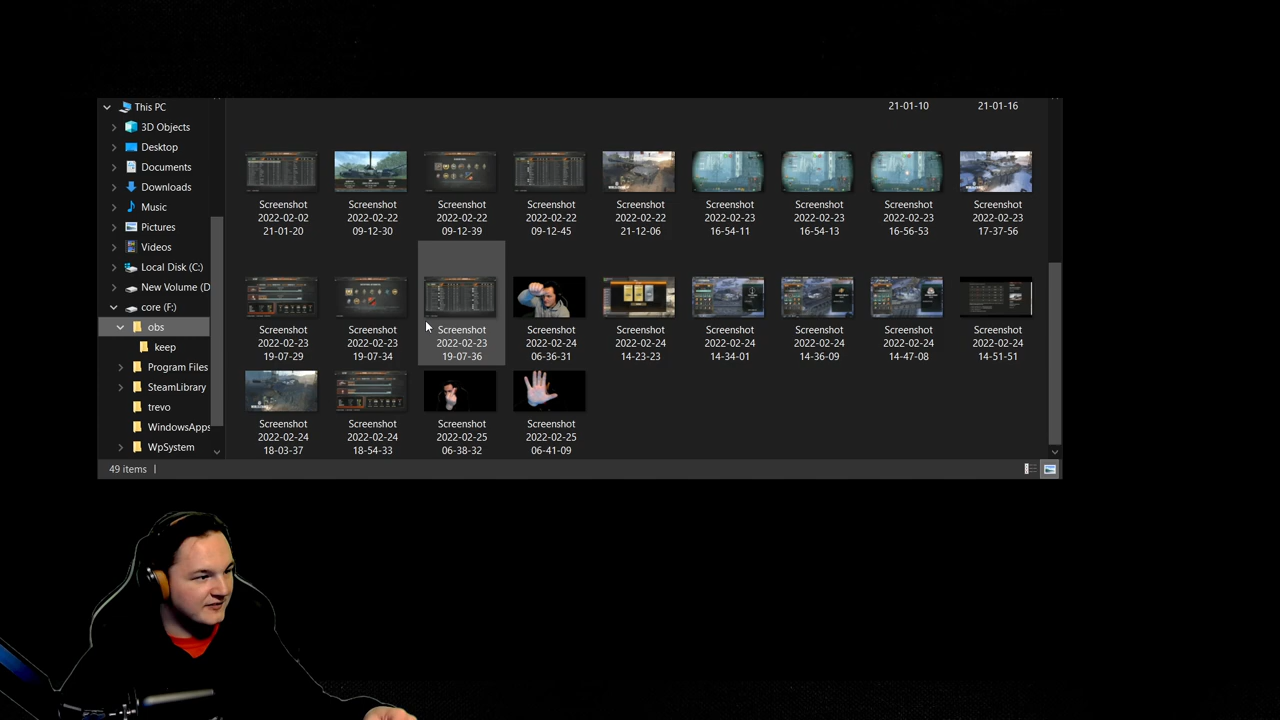 This PC
3D Objects
Desktop
Documents
Downloads
Music
Pictures
Videos
Local Disk (C:)
New Volume (D
core (F:)
obs
keep
Program Files
SteamLibrary
trevo
WindowsApps
WpSystem
21-01-10
21-01-16
Screenshot
2022-02-02
21-01-20
Screenshot
2022-02-22
09-12-30
Screenshot
2022-02-22
09-12-39
Screenshot
2022-02-22
09-12-45
Screenshot
2022-02-22
21-12-06
Screenshot
2022-02-23
16-54-11
Screenshot
2022-02-23
16-54-13
Screenshot
2022-02-23
16-56-53
Screenshot
2022-02-23
17-37-56
Screenshot
2022-02-23
19-07-29
Screenshot
2022-02-23
19-07-34
Screenshot
2022-02-23
19-07-36
Screenshot
2022-02-24
06-36-31
Screenshot
2022-02-24
14-23-23
Screenshot
2022-02-24
14-34-01
Screenshot
2022-02-24
14-36-09
Screenshot
2022-02-24
14-47-08
Screenshot
2022-02-24
14-51-51
Screenshot
2022-02-24
18-03-37
Screenshot
2022-02-24
18-54-33
Screenshot
2022-02-25
06-38-32
Screenshot
2022-02-25
06-41-09
49 items